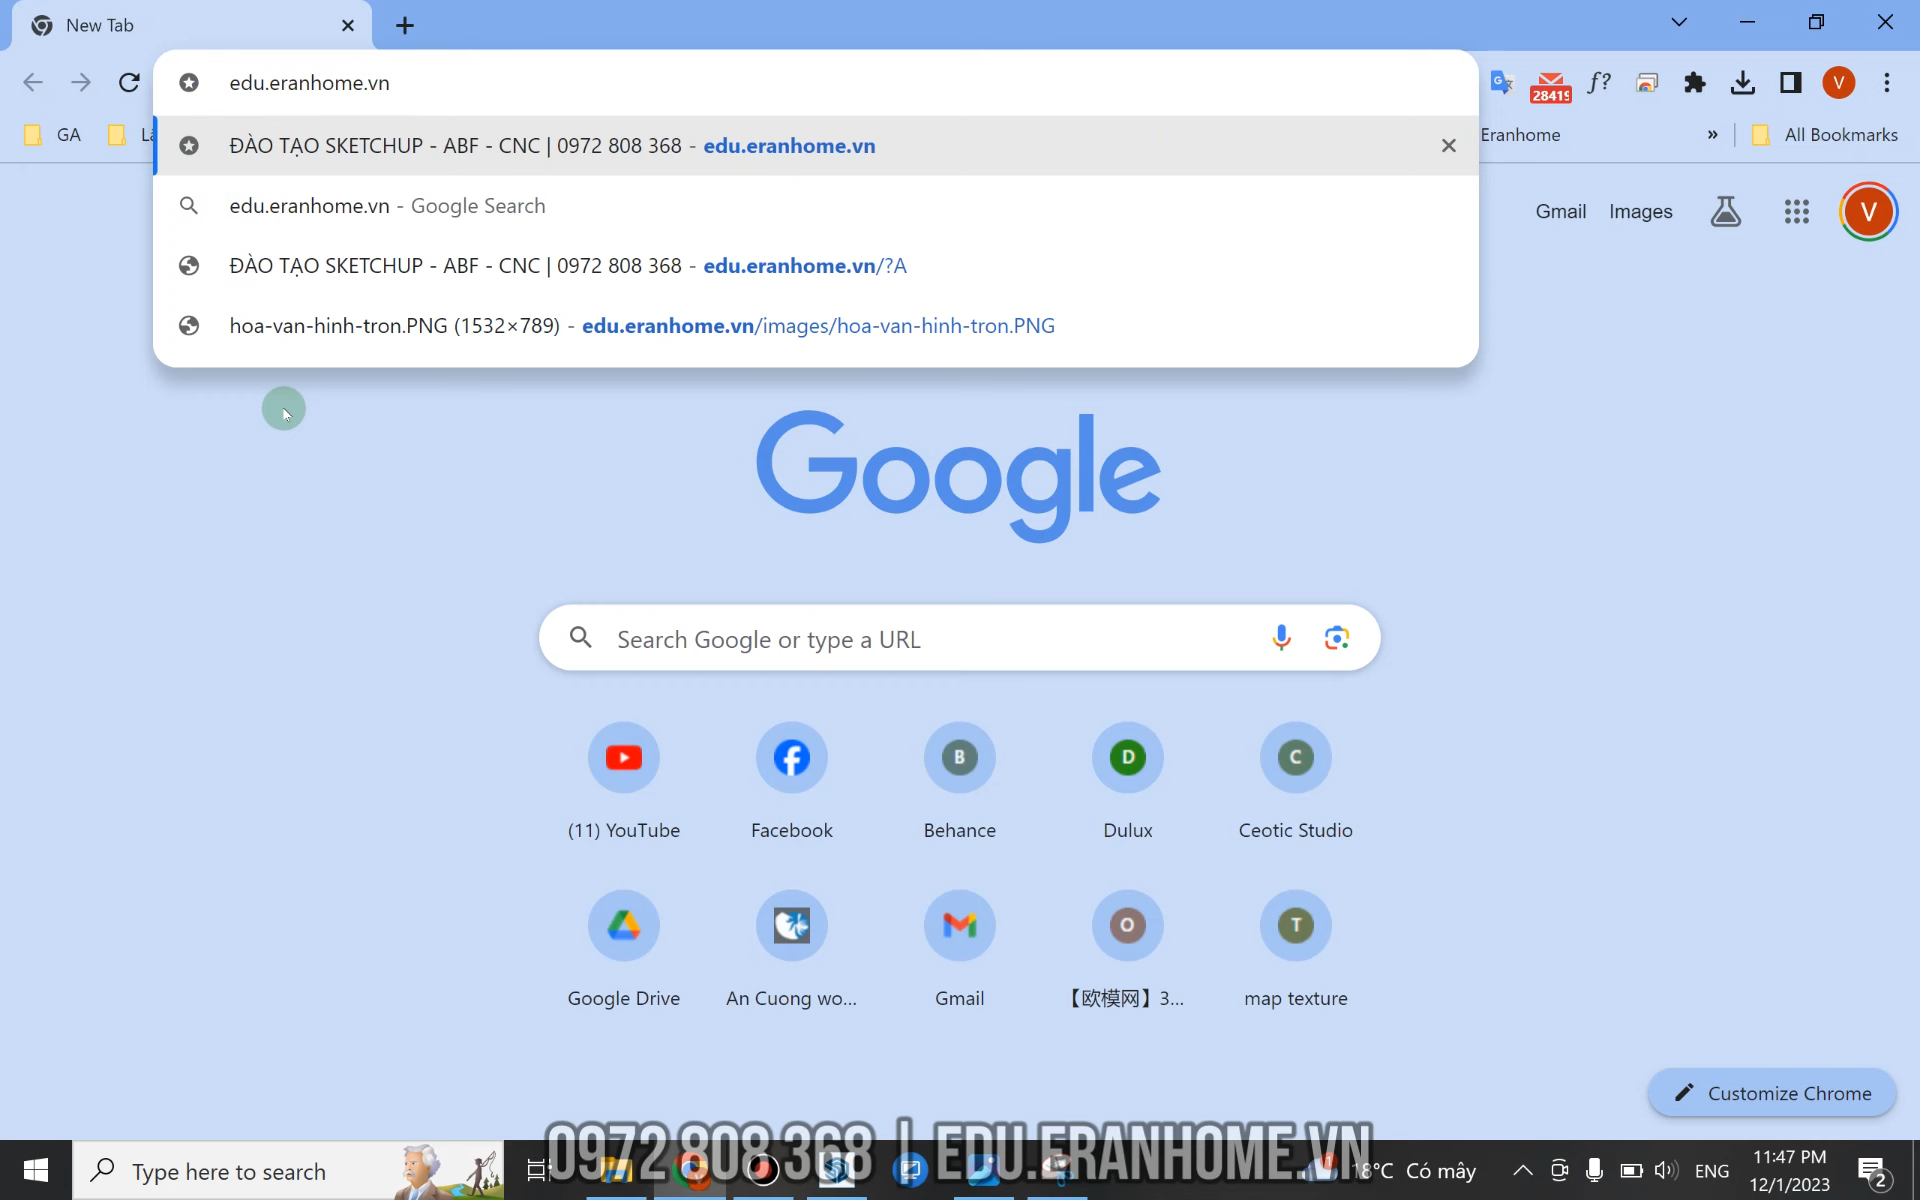 New Tab
edu.eranhome.vn
ĐÀO TẠO SKETCHUP - ABF - CNC | 0972 808 368 - edu.eranhome.vn
edu.eranhome.vn - Google Search
ĐÀO TẠO SKETCHUP - ABF - CNC | 0972 808 368 - edu.eranhome.vn/?A
hoa-van-hinh-tron.PNG (1532×789) - edu.eranhome.vn/images/hoa-van-hinh-tron.PNG
28419
f?
V
GA
Eranhome
»
All Bookmarks
Gmail
Images
V
Google
Search Google or type a URL
B
D
C
(11) YouTube
Facebook
Behance
Dulux
Ceotic Studio
O
T
Google Drive
An Cuong wo...
Gmail
【欧模网】3...
map texture
Customize Chrome
0972 808 368 | EDU.ERANHOME.VN
Type here to search
Có mây
ENG
11:47 PM
12/1/2023
2